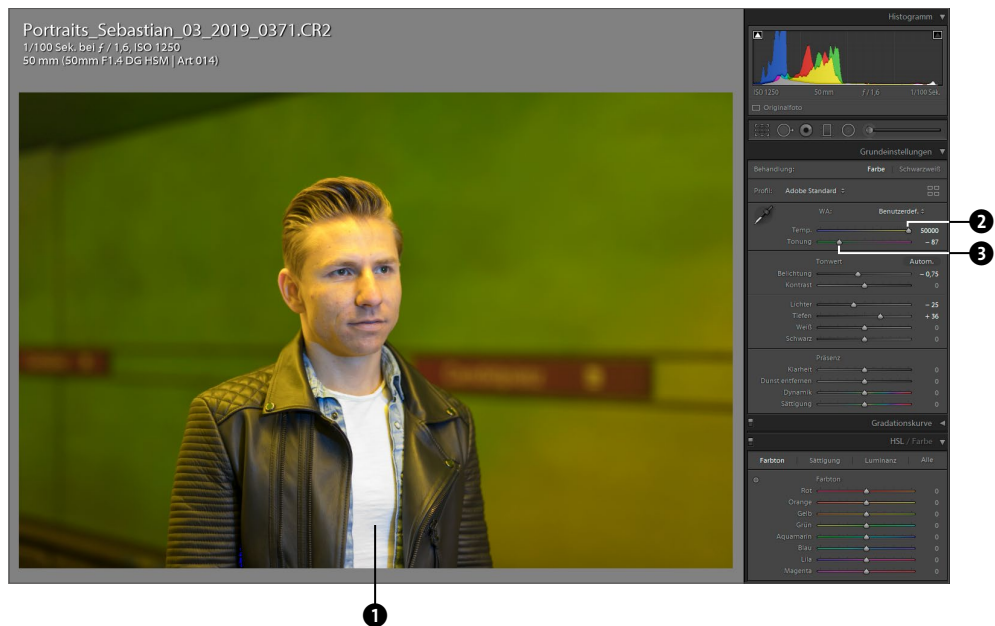 Portraits_Sebastian_03_2019_0371.CR2
1/100 Sek. bei ƒ / 1,6, ISO 1250
50 mm (50mm F1.4 DG HSM | Art 014)
Histogramm
ISO 1250 50 mm ƒ / 1,6 1/100 Sek.
Originalfoto
Grundeinstellungen
Behandlung: Farbe Schwarzweiß
Profil: Adobe Standard
WA: Benutzerdef.
Temp. 50000
Tonung − 87
Tonwert Autom.
Belichtung − 0,75
Kontrast 0
Lichter − 25
Tiefen + 36
Weiß 0
Schwarz 0
Präsenz
Klarheit 0
Dunst entfernen 0
Dynamik 0
Sättigung 0
Gradationskurve
HSL / Farbe
Farbton Sättigung Luminanz Alle
Farbton
Rot 0
Orange 0
Gelb 0
Grün 0
Aquamarin 0
Blau 0
Lila 0
Magenta 0
2
3
1